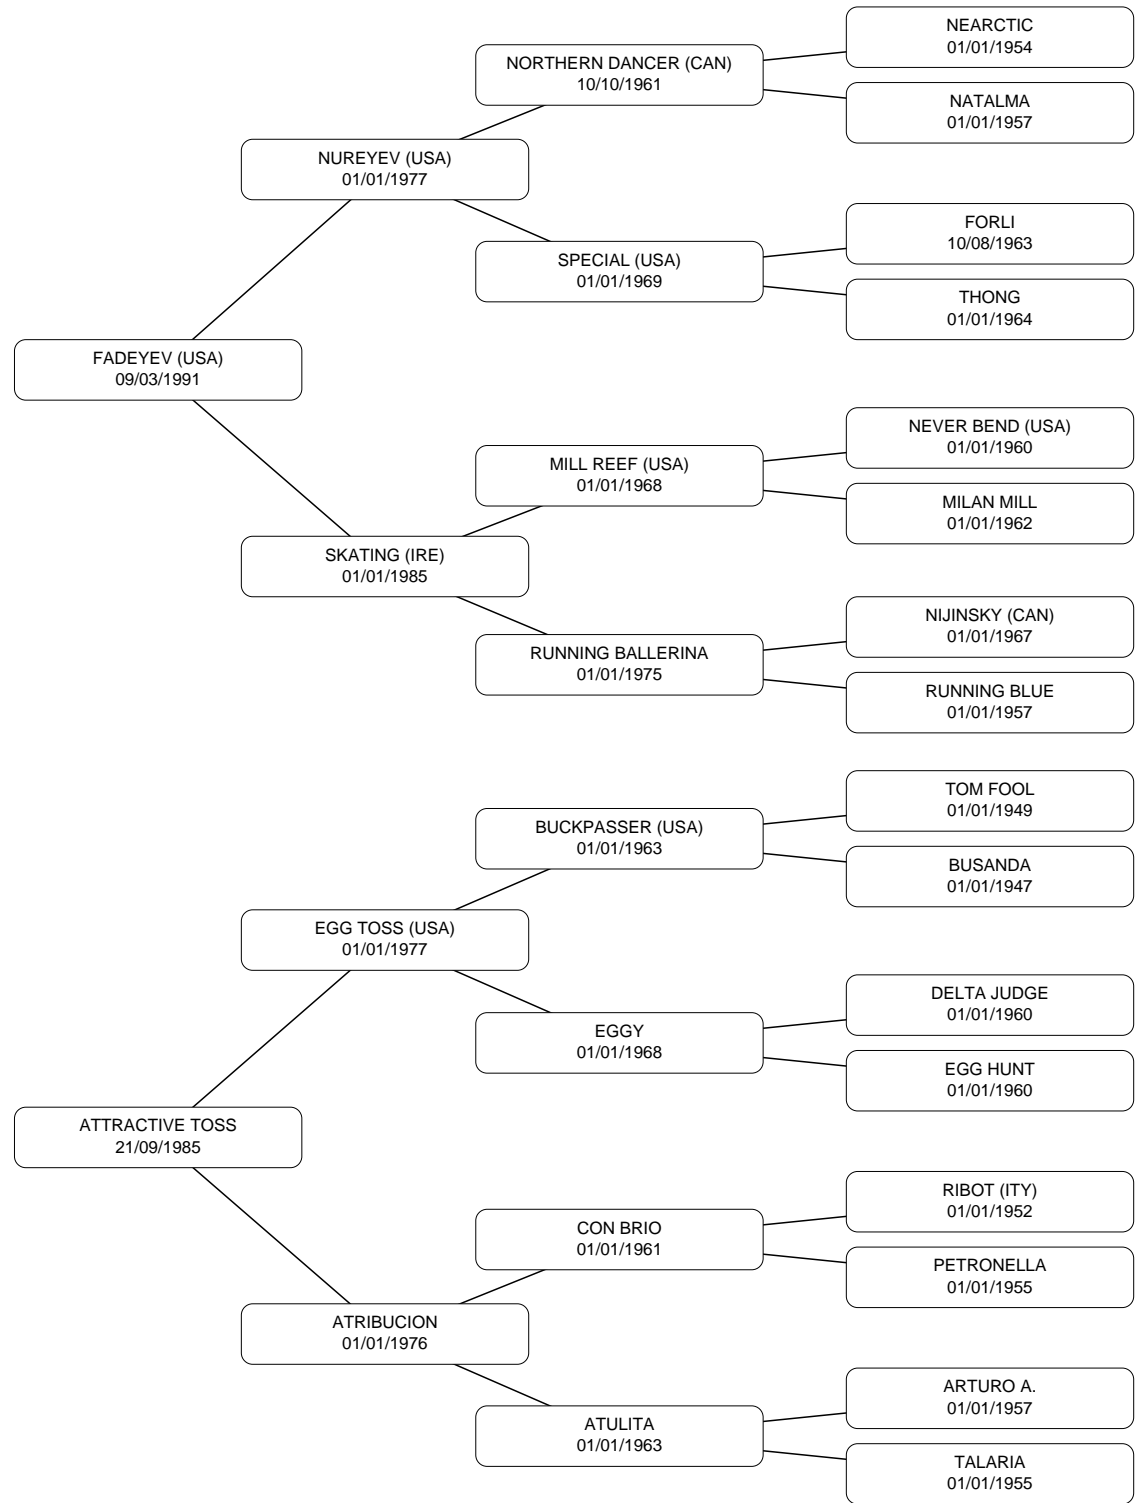 NEARCTIC
01/01/1954
NORTHERN DANCER (CAN)
10/10/1961
NATALMA
01/01/1957
NUREYEV (USA)
01/01/1977
FORLI
10/08/1963
SPECIAL (USA)
01/01/1969
THONG
01/01/1964
FADEYEV (USA)
09/03/1991
NEVER BEND (USA)
01/01/1960
MILL REEF (USA)
01/01/1968
MILAN MILL
01/01/1962
SKATING (IRE)
01/01/1985
NIJINSKY (CAN)
01/01/1967
RUNNING BALLERINA
01/01/1975
RUNNING BLUE
01/01/1957
TOM FOOL
01/01/1949
BUCKPASSER (USA)
01/01/1963
BUSANDA
01/01/1947
EGG TOSS (USA)
01/01/1977
DELTA JUDGE
01/01/1960
EGGY
01/01/1968
EGG HUNT
01/01/1960
ATTRACTIVE TOSS
21/09/1985
RIBOT (ITY)
01/01/1952
CON BRIO
01/01/1961
PETRONELLA
01/01/1955
ATRIBUCION
01/01/1976
ARTURO A.
01/01/1957
ATULITA
01/01/1963
TALARIA
01/01/1955